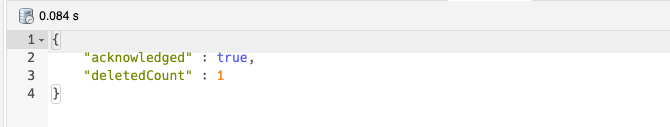 0.084 s
1 {
2 "acknowledged" : true,
3 "deletedCount" : 1
4 }